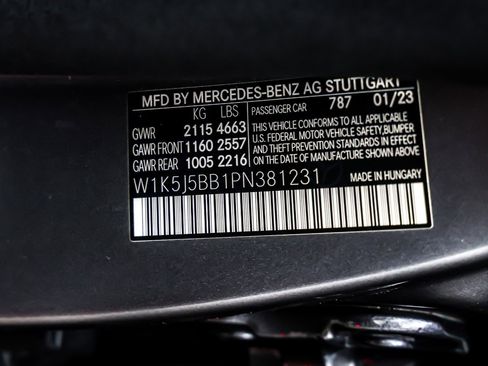 MFD BY MERCEDES-BENZ AG STUTTGART
KG LBS PASSENGER CAR 787 01/23
GVWR 2115 4663
GAWR FRONT 1160 2557
GAWR REAR 1005 2216
THIS VEHICLE CONFORMS TO ALL APPLICABLE
U.S. FEDERAL MOTOR VEHICLE SAFETY, BUMPER
AND THEFT PREVENTION STANDARDS IN EFFECT
ON THE DATE OF MANUFACTURE SHOWN ABOVE.
W1K5J5BB1PN381231 MADE IN HUNGARY